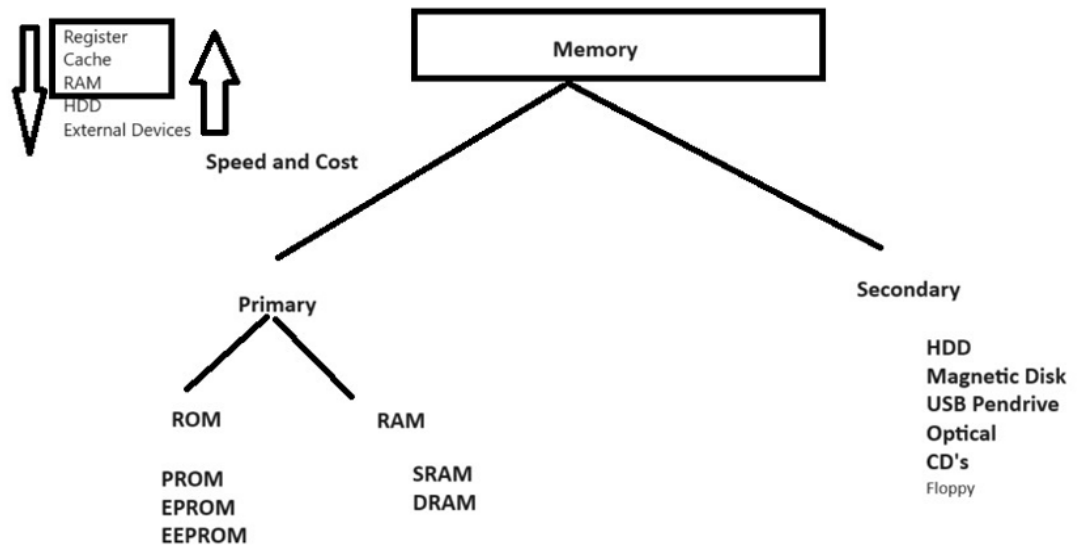 Register
Cache
RAM
HDD
External Devices
Speed and Cost
Memory
Primary
Secondary
ROM
RAM
PROM
EPROM
EEPROM
SRAM
DRAM
HDD
Magnetic Disk
USB Pendrive
Optical
CD's
Floppy